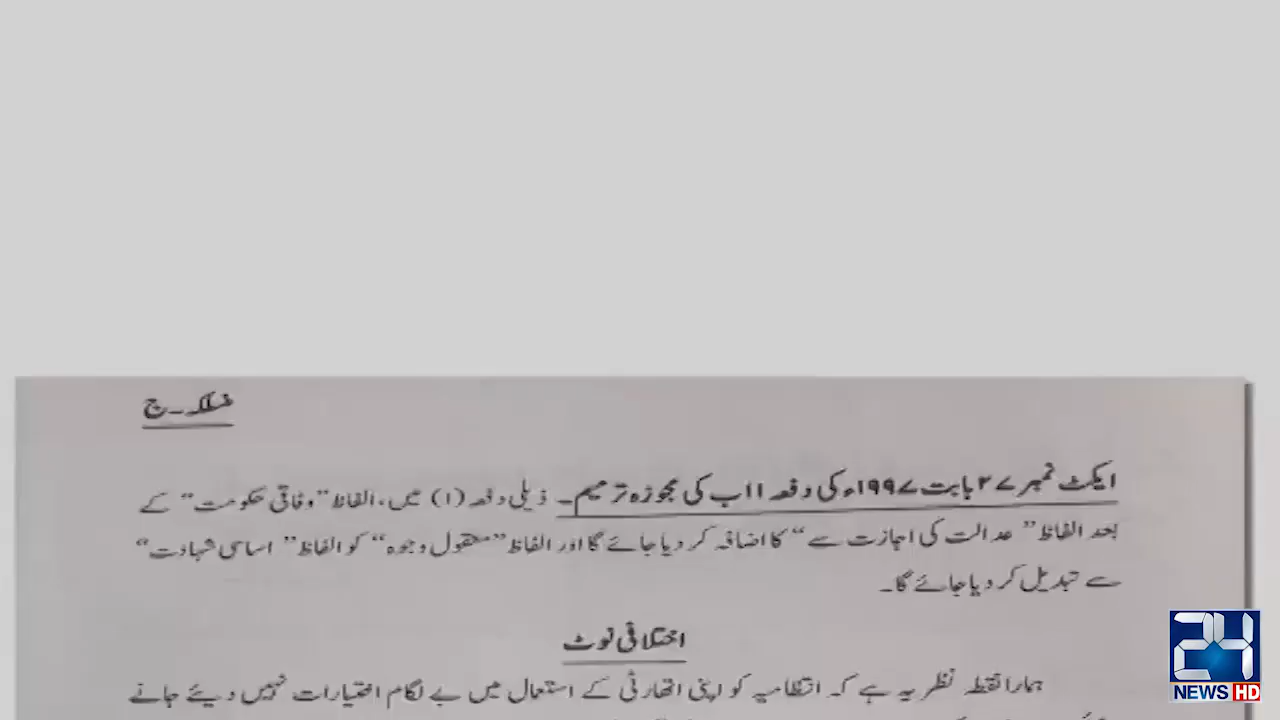 منسلکہ ۔ ج
ایکٹ نمبر ۲۷ بابت ۱۹۹۷ء کی دفعہ ۱۱اب کی مجوزہ ترمیم۔ ذیلی دفعہ (۱) میں، الفاظ "وفاقی حکومت" کے
بعد الفاظ "عدالت کی اجازت سے" کا اضافہ کر دیا جائے گا اور الفاظ "معقول وجوہ" کو الفاظ "اساسی شہادت"
سے تبدیل کر دیا جائے گا۔
اختلافی نوٹ
ہمارا نقطہ نظر یہ ہے کہ انتظامیہ کو اپنی اتھارٹی کے استعمال میں بے لگام اختیارات نہیں دیئے جانے
24
NEWS HD